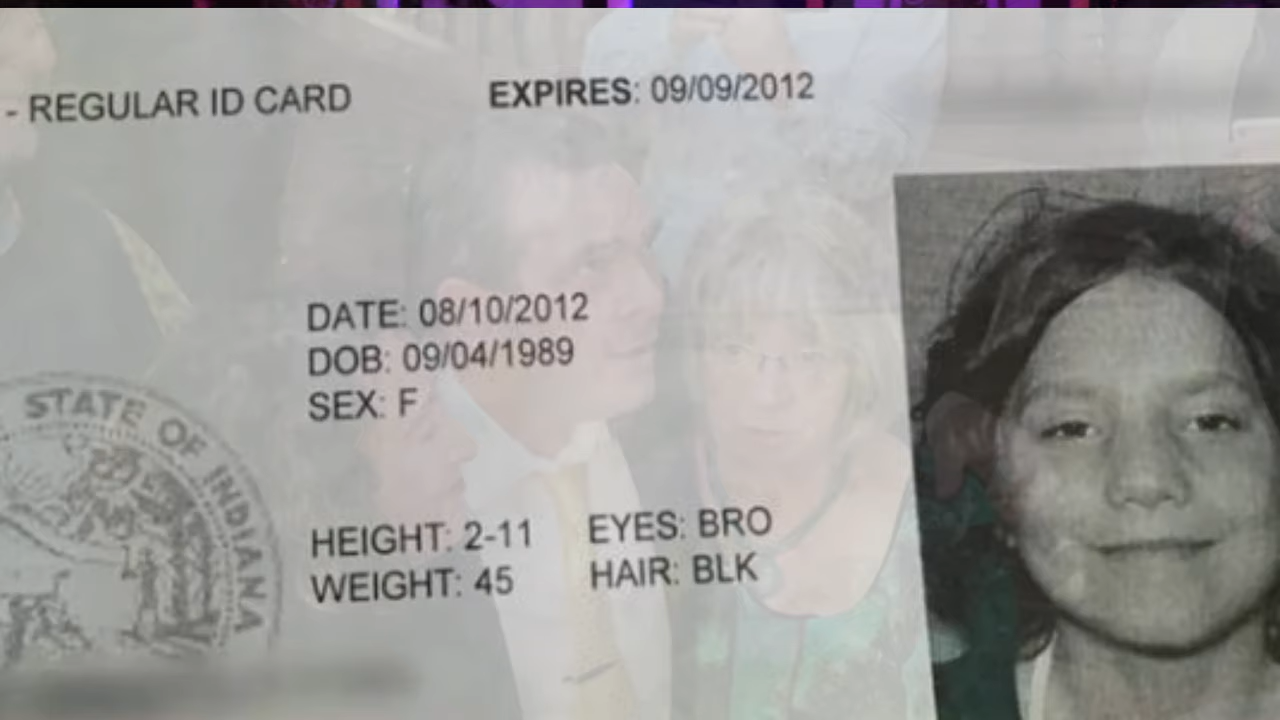 - REGULAR ID CARD
EXPIRES: 09/09/2012
DATE: 08/10/2012
DOB: 09/04/1989
SEX: F
STATE OF INDIANA
HEIGHT: 2-11
EYES: BRO
WEIGHT: 45
HAIR: BLK